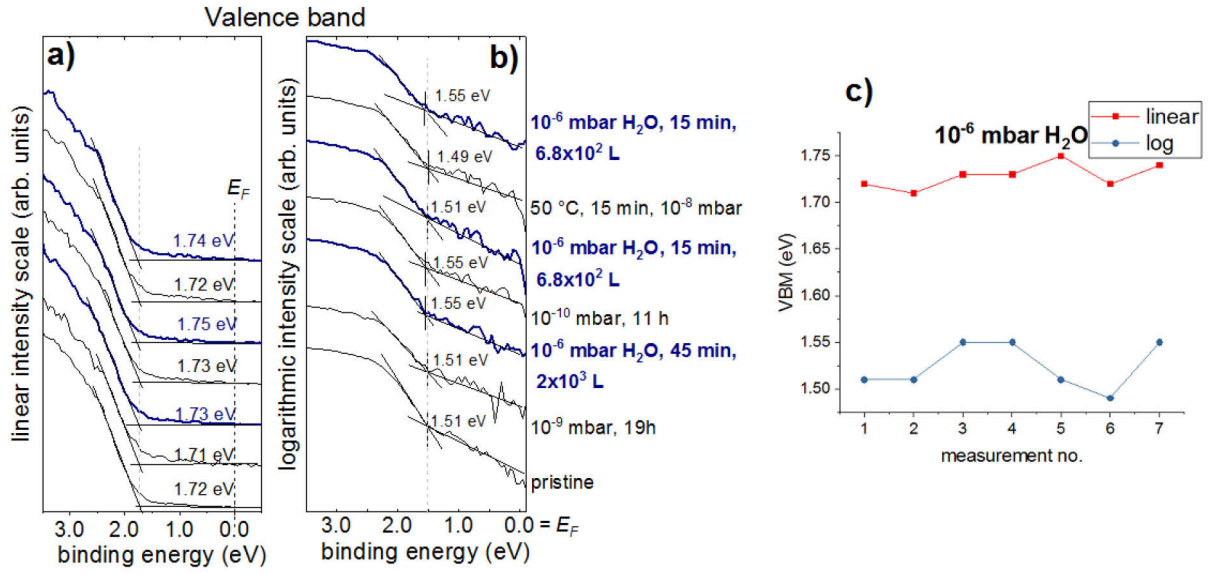 Valence band
a)
linear intensity scale (arb. units)
E_F
1.74 eV
1.72 eV
1.75 eV
1.73 eV
1.73 eV
1.71 eV
1.72 eV
3.0 2.0 1.0 0.0
binding energy (eV)
b)
logarithmic intensity scale (arb. units)
1.55 eV
1.49 eV
1.51 eV
1.55 eV
1.55 eV
1.51 eV
1.51 eV
3.0 2.0 1.0 0.0 = E_F
binding energy (eV)
10⁻⁶ mbar H₂O, 15 min,
6.8x10² L
50 °C, 15 min, 10⁻⁸ mbar
10⁻⁶ mbar H₂O, 15 min,
6.8x10² L
10⁻¹⁰ mbar, 11 h
10⁻⁶ mbar H₂O, 45 min,
2x10³ L
10⁻⁹ mbar, 19h
pristine
c)
linear
log
10⁻⁶ mbar H₂O
VBM (eV)
1.75
1.70
1.65
1.60
1.55
1.50
1 2 3 4 5 6 7
measurement no.